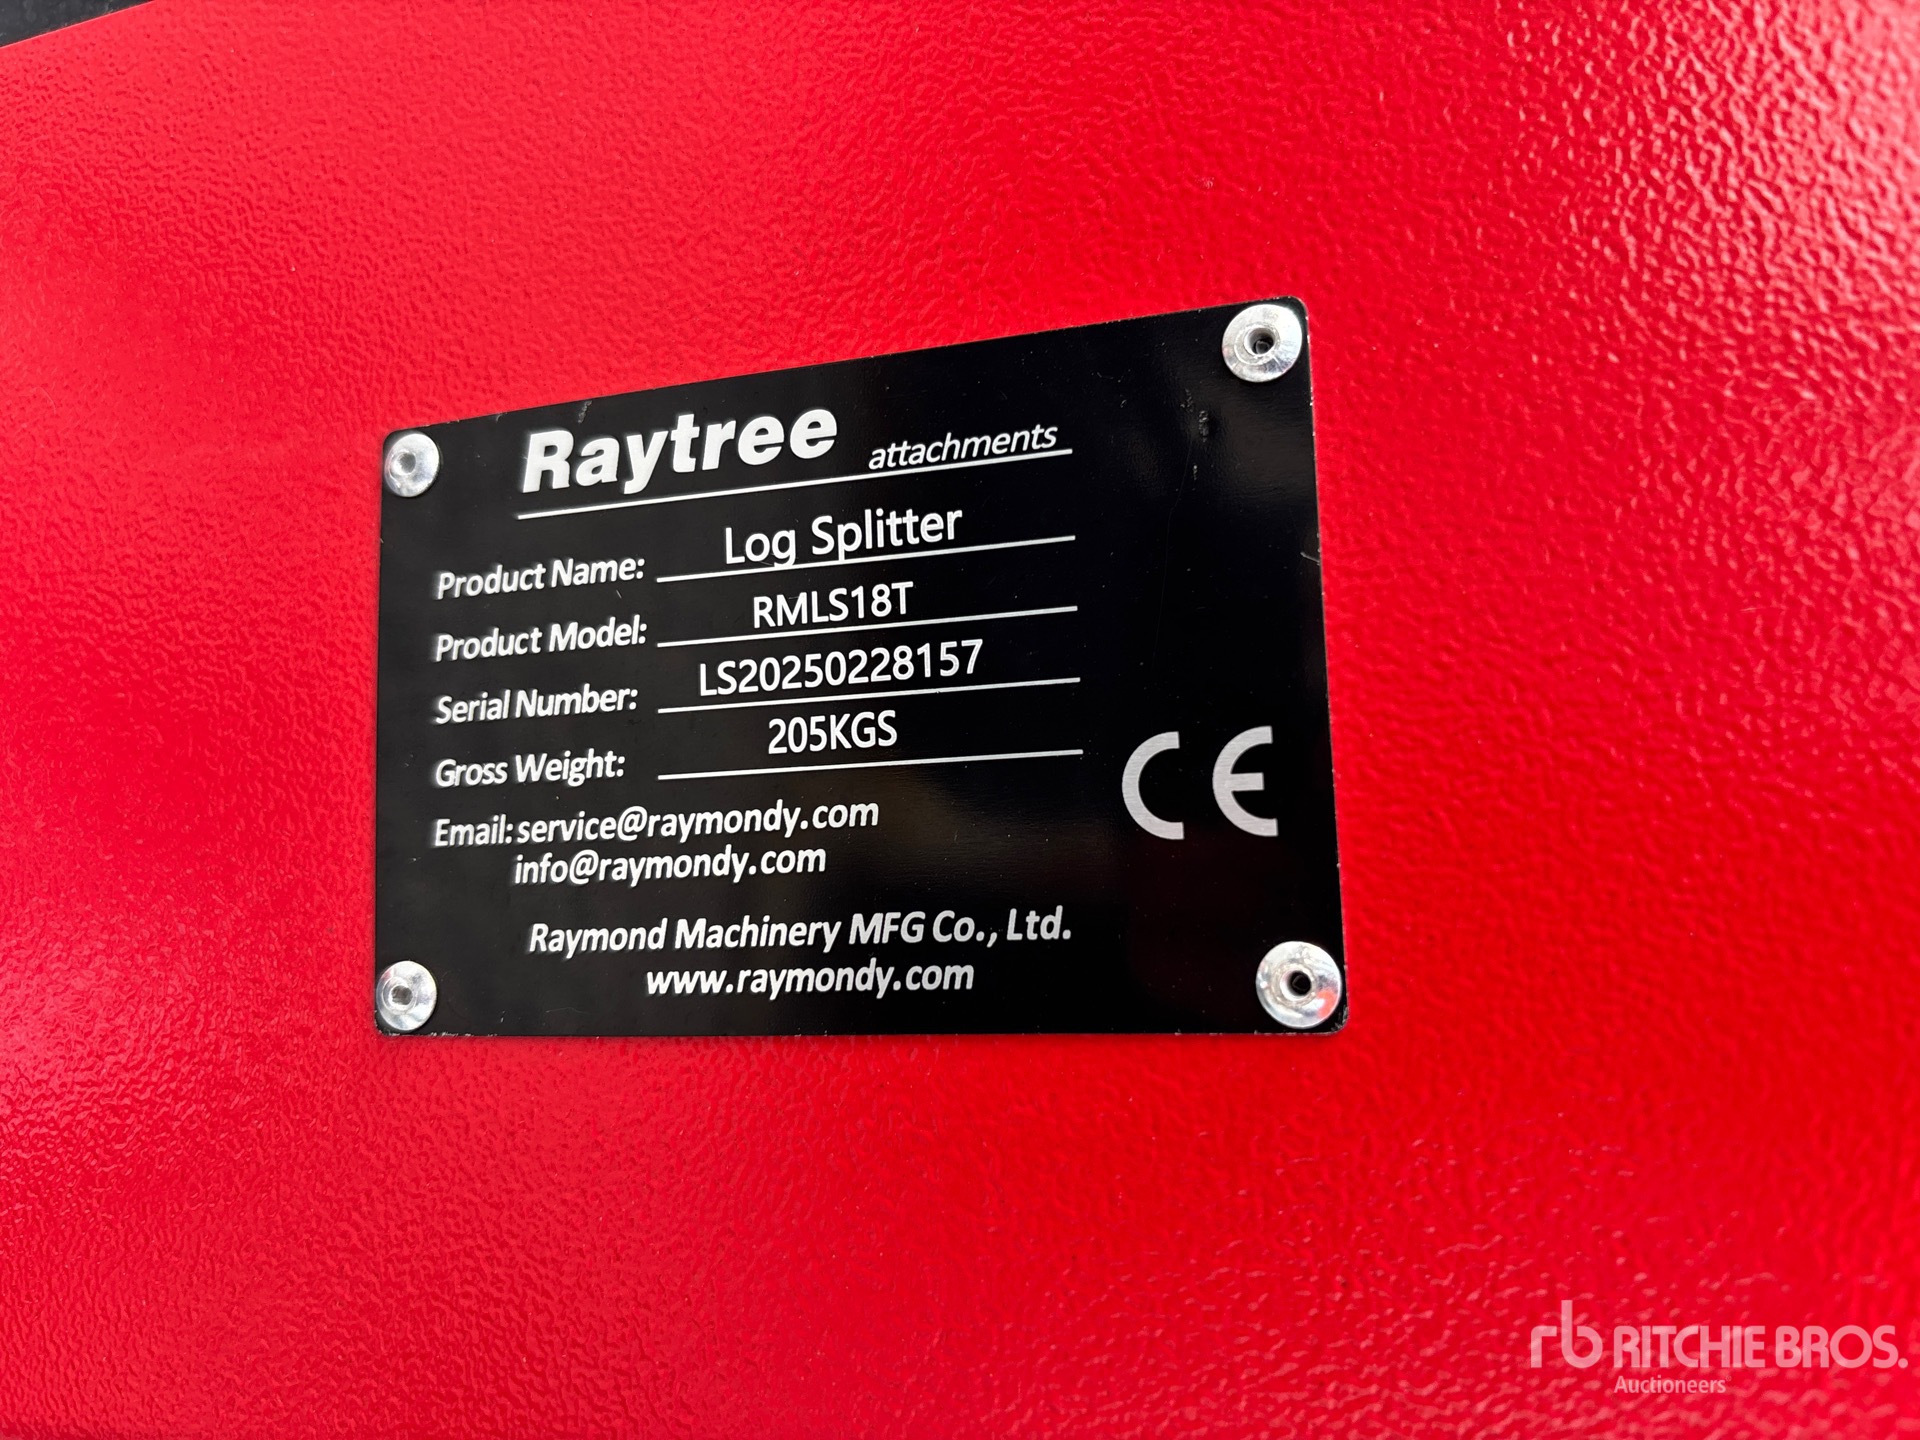 Raytree attachments
Product Name: Log Splitter
Product Model: RMLS18T
Serial Number: LS20250228157
Gross Weight: 205KGS
Email: service@raymondy.com
info@raymondy.com
CE
Raymond Machinery MFG Co., Ltd.
www.raymondy.com
rb RITCHIE BROS.
Auctioneers